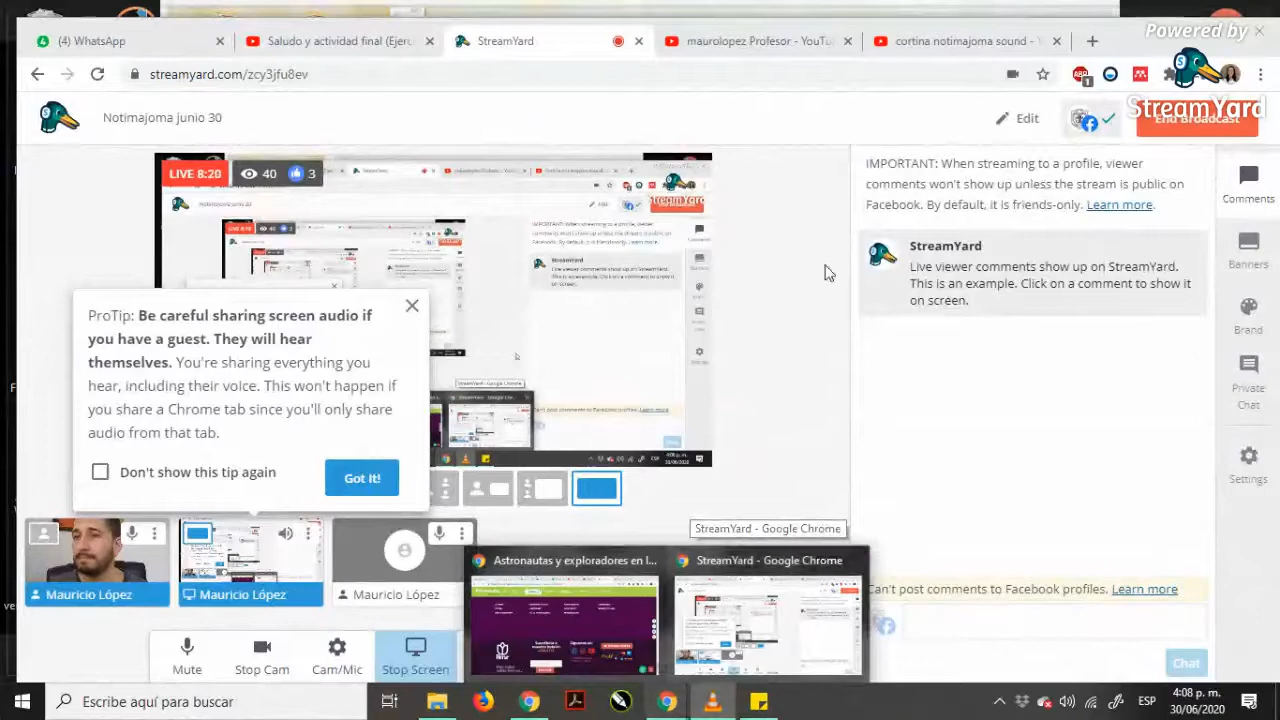 Powered by
StreamYard
(4) WhatsApp
Saludo y actividad final (Ejerc
StreamYard
maurolopez Profesor - YouTu
cortina notimajoma sound -
streamyard.com/zcy3jfu8ev
Notimajoma junio 30
Edit
End Broadcast
LIVE 8:20
40
3
IMPORTANT: When streaming to a profile, viewer
comments won't show up unless the stream is public on
Facebook. By default, it is friends-only. Learn more.
StreamYard
Live viewer comments show up on StreamYard.
This is an example. Click on a comment to show it
on screen.
Comments
Banners
Brand
Private
Chat
Settings
ProTip: Be careful sharing screen audio if
you have a guest. They will hear
themselves. You're sharing everything you
hear, including their voice. This won't happen if
you share a Chrome tab since
audio from that tab.
Don't show this tip again
Got It!
StreamYard - Google Chrome
Astronautas y exploradores en l...
StreamYard - Google Chrome
Mauricio López
Mauricio López
Mauricio López
Can't post comments to Facebook profiles. Learn more
Stop Cam
Stop Screen
Chat
Escribe aquí para buscar
ESP
4:08 p. m.
30/06/2020